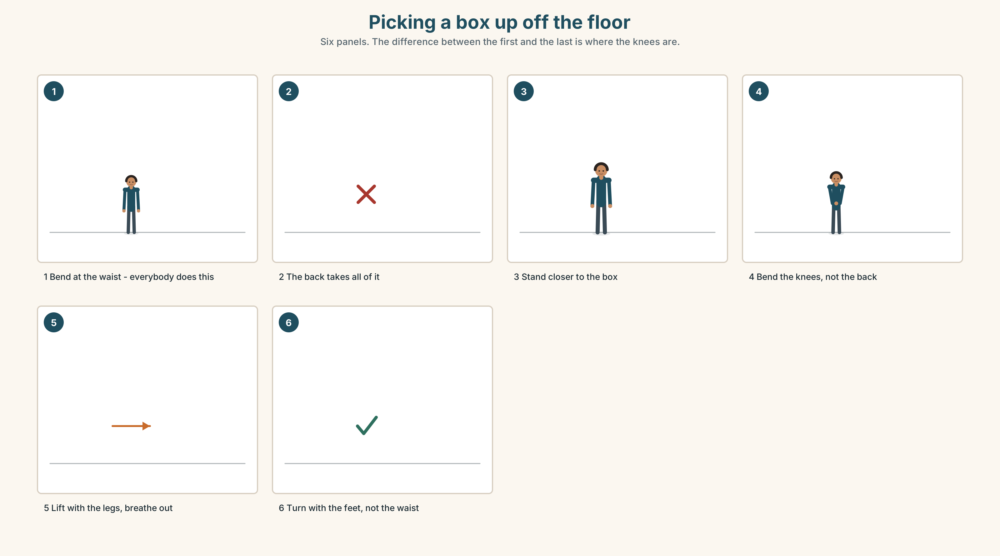 Picking a box up off the floor
Six panels. The difference between the first and the last is where the knees are.
1
2
3
4
1 Bend at the waist - everybody does this
2 The back takes all of it
3 Stand closer to the box
4 Bend the knees, not the back
5
6
5 Lift with the legs, breathe out
6 Turn with the feet, not the waist